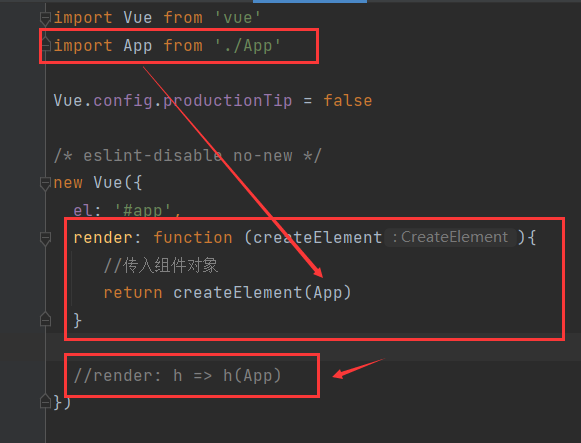 import Vue from 'vue'
import App from './App'
Vue.config.productionTip = false
/* eslint-disable no-new */
new Vue({
el: '#app',
render: function (createElement : CreateElement ){
//传入组件对象
return createElement(App)
}
//render: h => h(App)
})